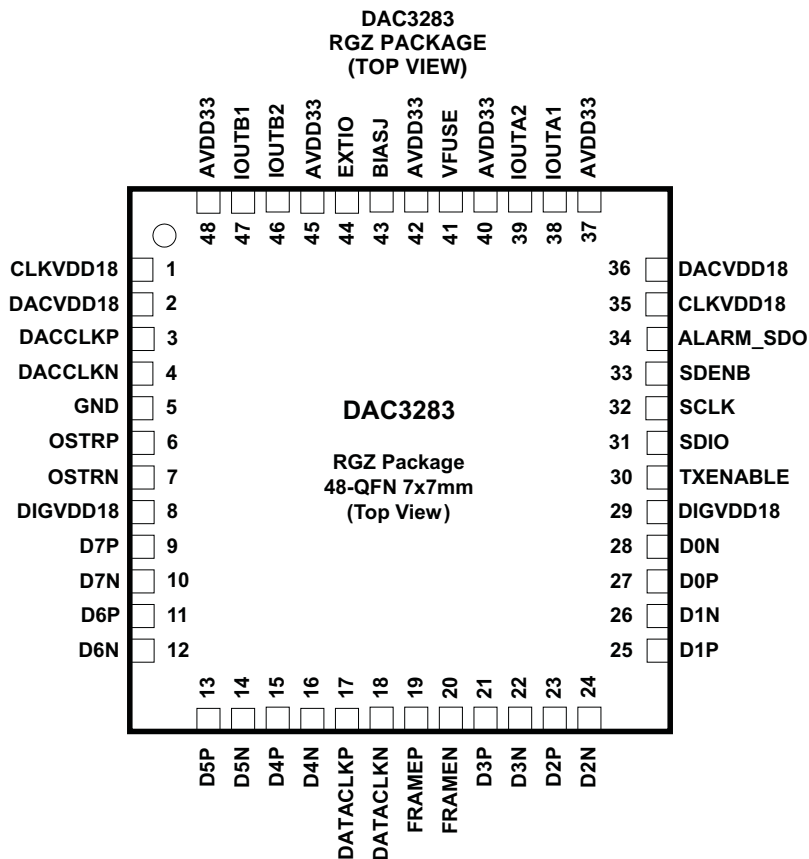 DAC3283
RGZ PACKAGE
(TOP VIEW)
AVDD33
IOUTB1
IOUTB2
AVDD33
EXTIO
BIASJ
AVDD33
VFUSE
AVDD33
IOUTA2
IOUTA1
AVDD33
48 47 46 45 44 43 42 41 40 39 38 37
CLKVDD18 1
DACVDD18 2
DACCLKP 3
DACCLKN 4
GND 5
OSTRP 6
OSTRN 7
DIGVDD18 8
D7P 9
D7N 10
D6P 11
D6N 12
DAC3283
RGZ Package
48-QFN 7x7mm
(Top View)
36 DACVDD18
35 CLKVDD18
34 ALARM_SDO
33 SDENB
32 SCLK
31 SDIO
30 TXENABLE
29 DIGVDD18
28 D0N
27 D0P
26 D1N
25 D1P
13 14 15 16 17 18 19 20 21 22 23 24
D5P
D5N
D4P
D4N
DATACLKP
DATACLKN
FRAMEP
FRAMEN
D3P
D3N
D2P
D2N